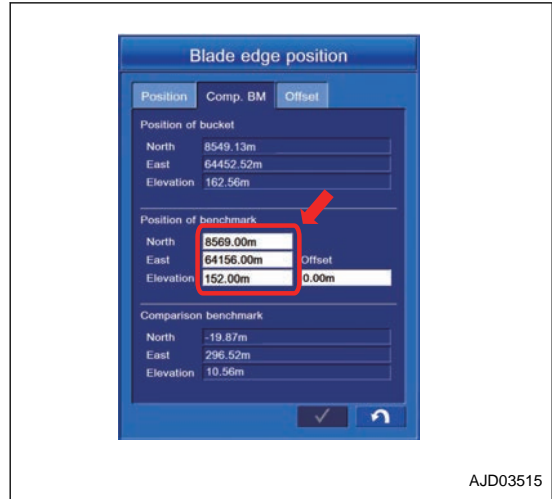 Blade edge position
Position Comp. BM Offset
Position of bucket
North 8549.13m
East 64452.52m
Elevation 162.56m
Position of benchmark
North 8569.00m
East 64156.00m Offset
Elevation 152.00m 0.00m
Comparison benchmark
North -19.87m
East 296.52m
Elevation 10.56m
AJD03515